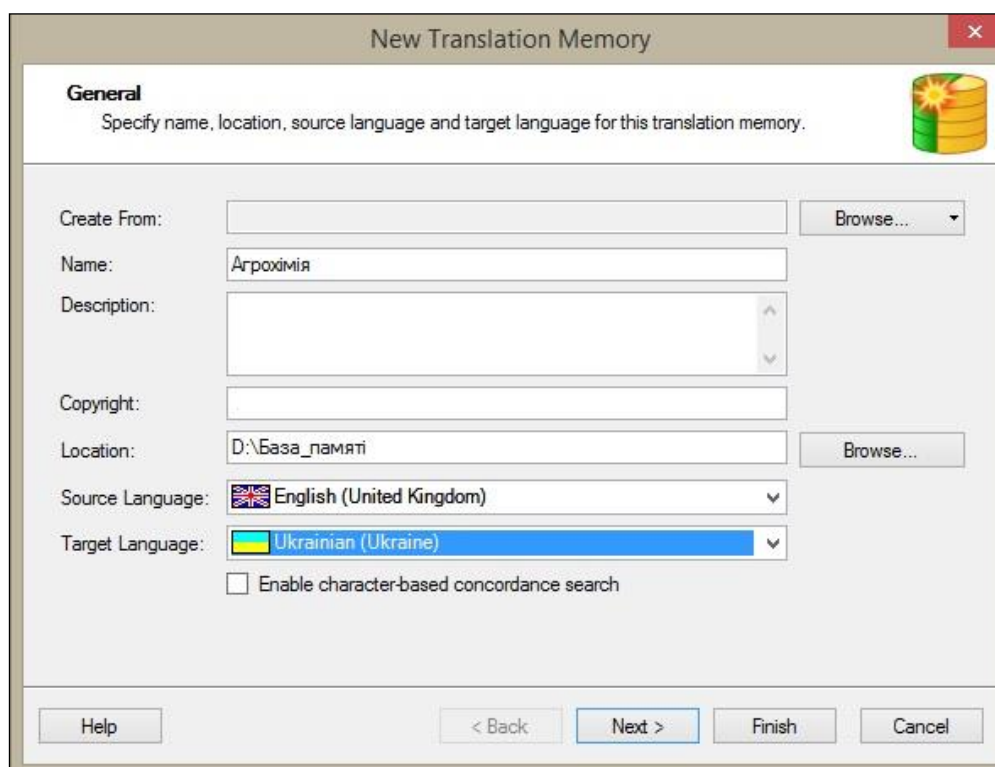 New Translation Memory
General
Specify name, location, source language and target language for this translation memory.
Create From:
Browse...
Name:
Агрохімія
Description:
Copyright:
Location:
D:\База_памяті
Browse...
Source Language:
English (United Kingdom)
Target Language:
Ukrainian (Ukraine)
Enable character-based concordance search
Help
< Back
Next >
Finish
Cancel